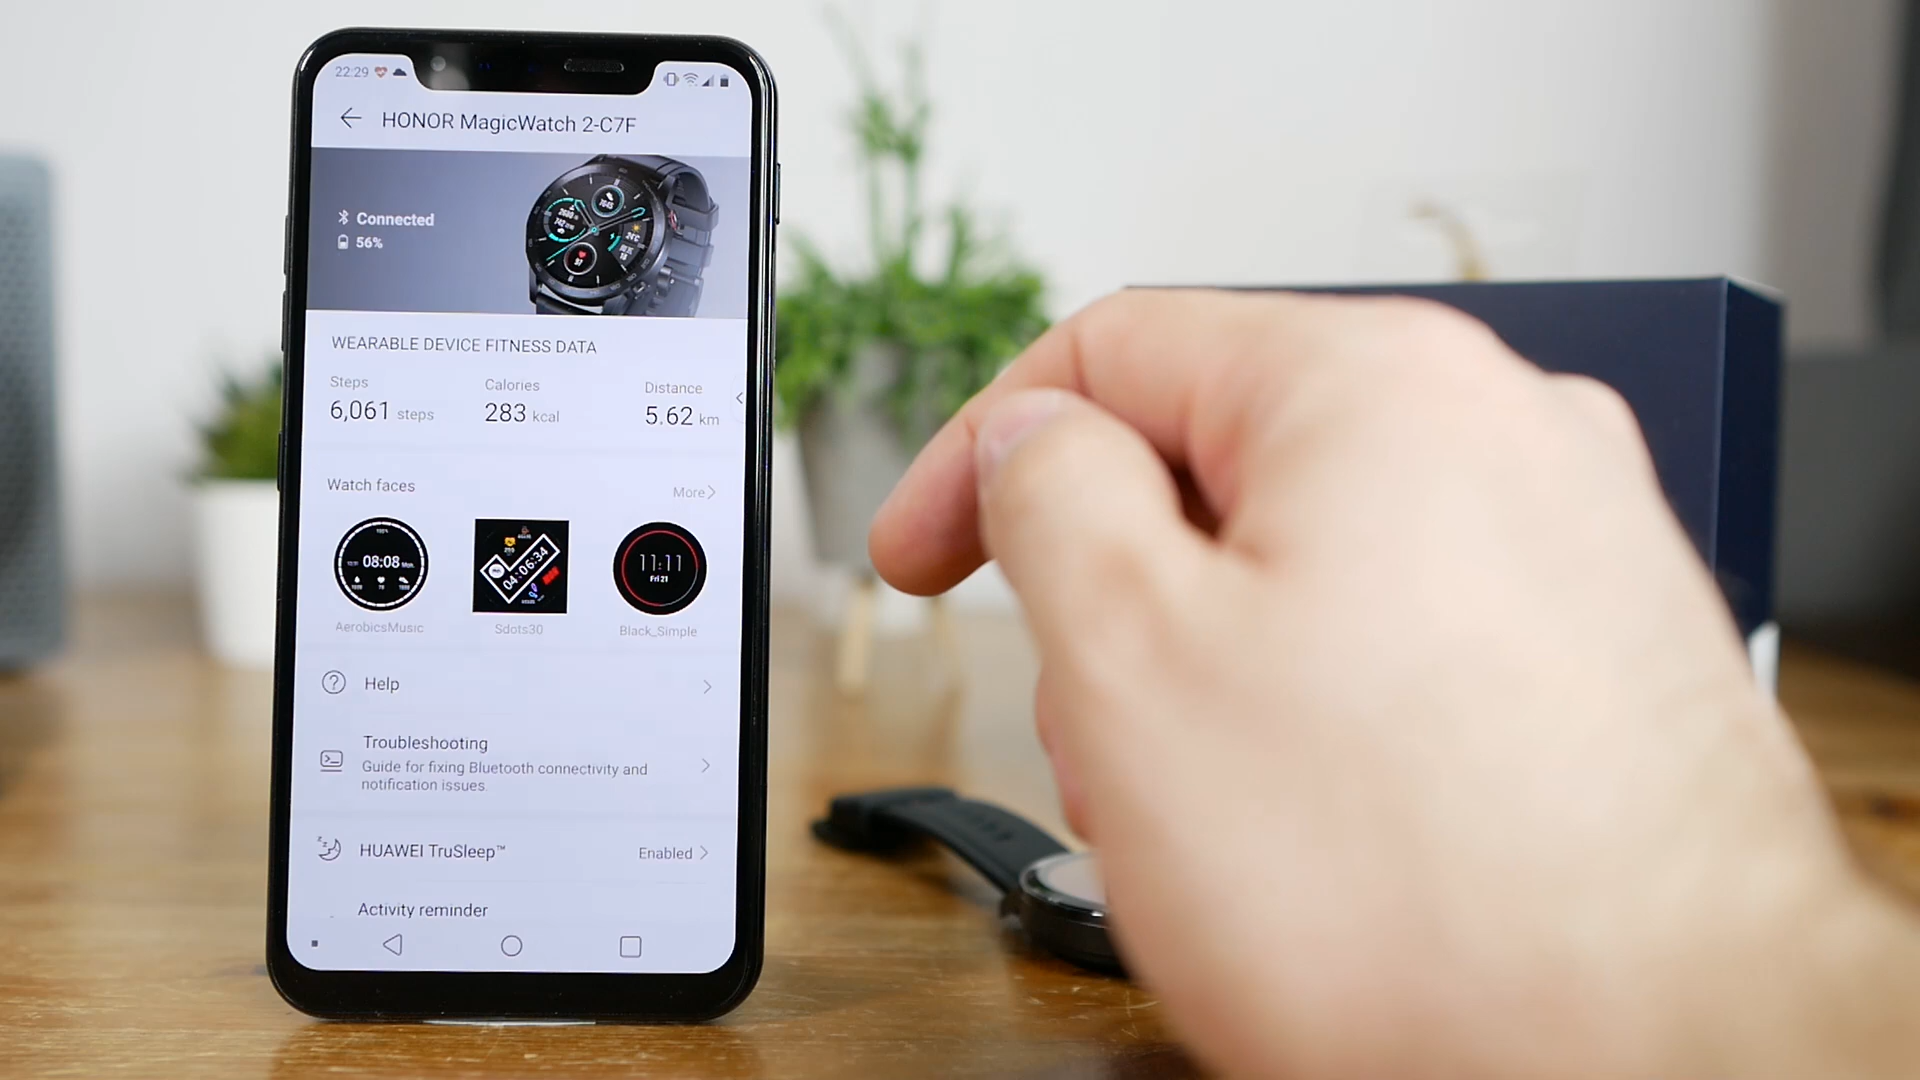 22:29
HONOR MagicWatch 2-C7F
Connected
56%
WEARABLE DEVICE FITNESS DATA
Steps Calories Distance
6,061 steps 283 kcal 5.62 km
Watch faces More
08:08 Mon.
04:06:34
11:11
Fri 21
AerobicsMusic Sdots30 Black_Simple
Help
Troubleshooting
Guide for fixing Bluetooth connectivity and
notification issues.
HUAWEI TruSleep™ Enabled
Activity reminder